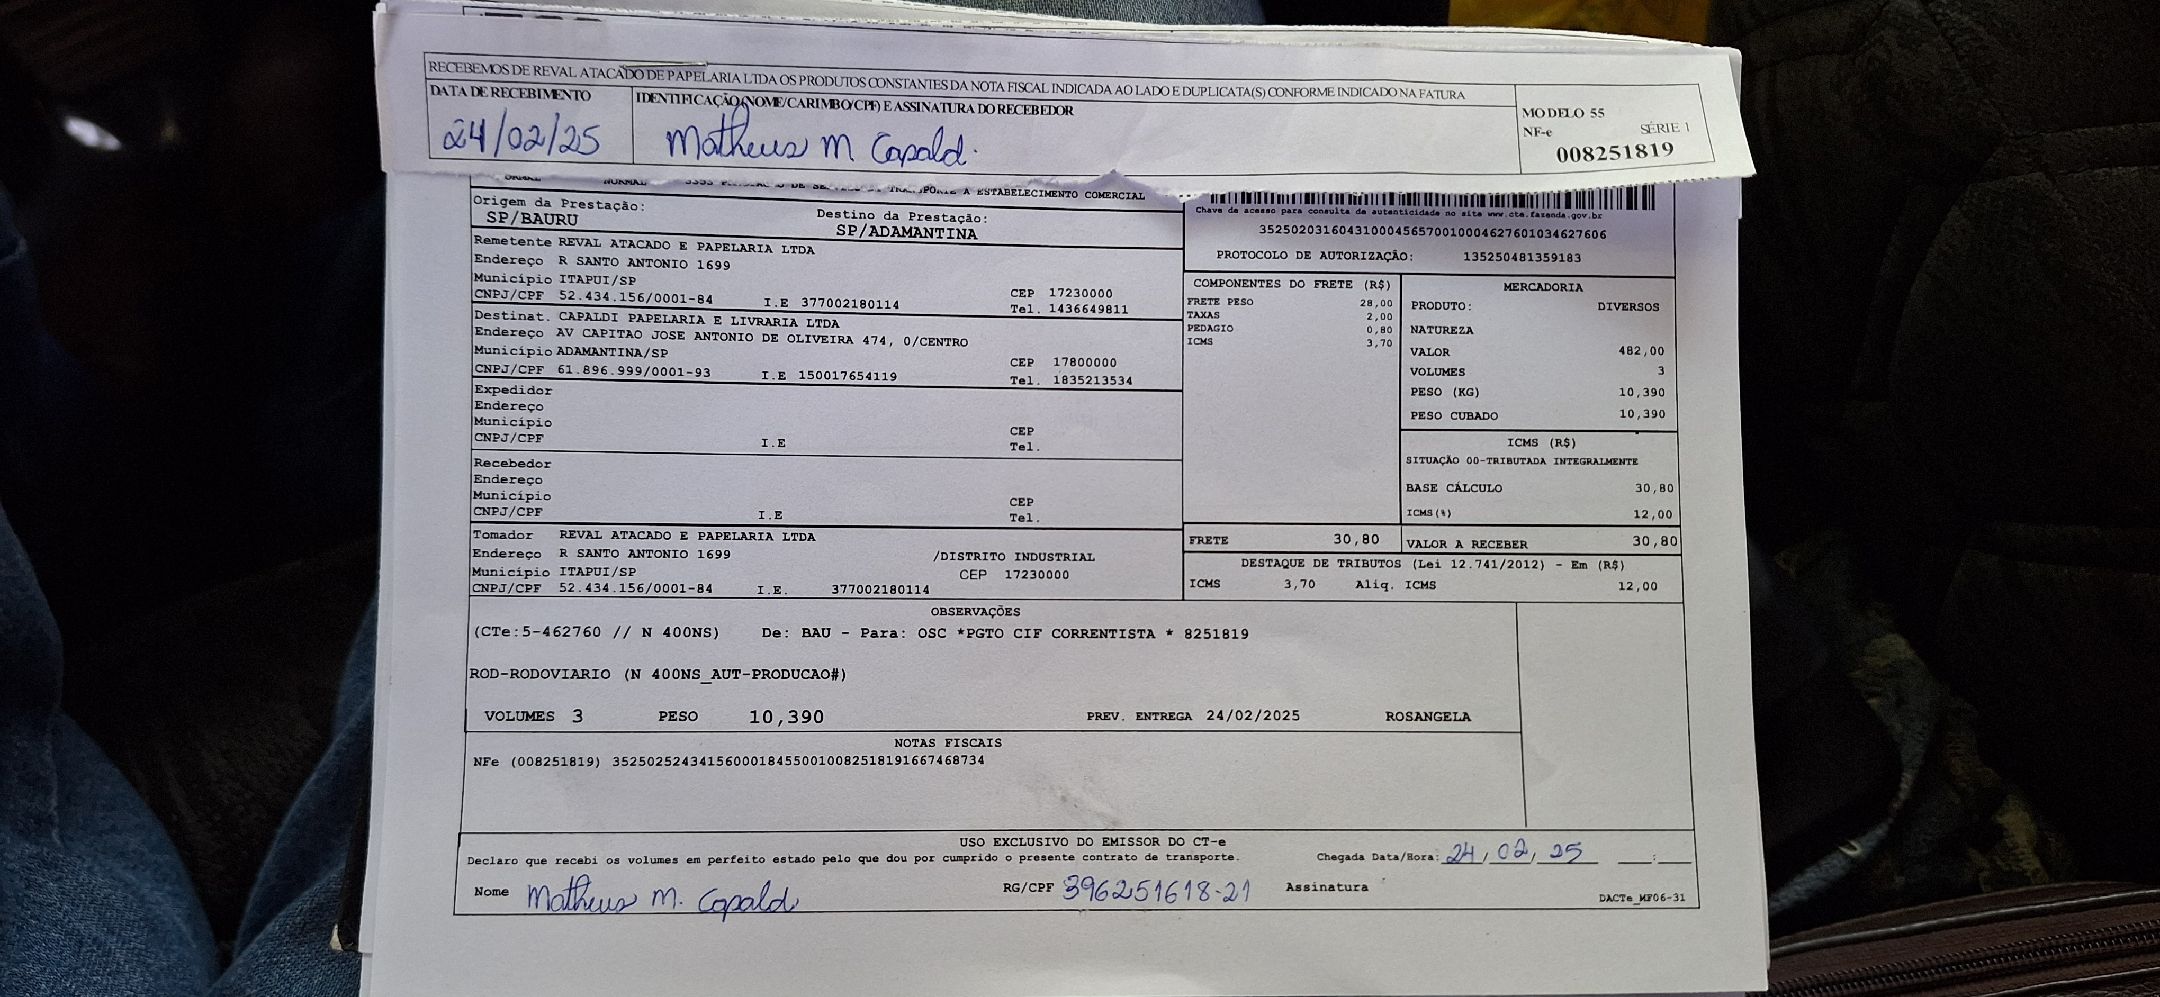 RECEBEMOS DE REVAL ATACADO DE PAPELARIA LTDA OS PRODUTOS CONSTANTES DA NOTA FISCAL INDICADA AO LADO E DUPLICATA(S) CONFORME INDICADO NA FATURA
DATA DE RECEBIMENTO
24/02/25
IDENTIFICAÇÃO (NOME/CARIMBO/CPF) E ASSINATURA DO RECEBEDOR
Matheus M. Capald.
MODELO 55
NF-e SÉRIE 1
008251819
NORMAL A ESTABELECIMENTO COMERCIAL
Origem da Prestação:
SP/BAURU
Destino da Prestação:
SP/ADAMANTINA
Remetente REVAL ATACADO E PAPELARIA LTDA
Endereço R SANTO ANTONIO 1699
Município ITAPUI/SP CEP 17230000
CNPJ/CPF 52.434.156/0001-84 I.E 377002180114 Tel. 1436649811
Destinat. CAPALDI PAPELARIA E LIVRARIA LTDA
Endereço AV CAPITAO JOSE ANTONIO DE OLIVEIRA 474, 0/CENTRO
Município ADAMANTINA/SP CEP 17800000
CNPJ/CPF 61.896.999/0001-93 I.E 150017654119 Tel. 1835213534
Expedidor
Endereço
Município CEP
CNPJ/CPF I.E Tel.
Recebedor
Endereço
Município CEP
CNPJ/CPF I.E Tel.
Tomador REVAL ATACADO E PAPELARIA LTDA
Endereço R SANTO ANTONIO 1699 /DISTRITO INDUSTRIAL
Município ITAPUI/SP CEP 17230000
CNPJ/CPF 52.434.156/0001-84 I.E. 377002180114
Chave de acesso para consulta de autenticidade no site www.cte.fazenda.gov.br
35250203160431000456570010004627601034627606
PROTOCOLO DE AUTORIZAÇÃO: 135250481359183
COMPONENTES DO FRETE (R$)
FRETE PESO 28,00
TAXAS 2,00
PEDAGIO 0,80
ICMS 3,70
MERCADORIA
PRODUTO: DIVERSOS
NATUREZA
VALOR 482,00
VOLUMES 3
PESO (KG) 10,390
PESO CUBADO 10,390
ICMS (R$)
SITUAÇÃO 00-TRIBUTADA INTEGRALMENTE
BASE CÁLCULO 30,80
ICMS(%) 12,00
FRETE 30,80 VALOR A RECEBER 30,80
DESTAQUE DE TRIBUTOS (Lei 12.741/2012) - Em (R$)
ICMS 3,70 Aliq. ICMS 12,00
OBSERVAÇÕES
(CTe:5-462760 // N 400NS) De: BAU - Para: OSC *PGTO CIF CORRENTISTA * 8251819
ROD-RODOVIARIO (N 400NS_AUT-PRODUCAO#)
VOLUMES 3 PESO 10,390 PREV. ENTREGA 24/02/2025 ROSANGELA
NOTAS FISCAIS
NFe (008251819) 35250252434156000184550010082518191667468734
USO EXCLUSIVO DO EMISSOR DO CT-e
Declaro que recebi os volumes em perfeito estado pelo que dou por cumprido o presente contrato de transporte. Chegada Data/Hora: 24/02/25 __:__
Nome Matheus M. Capald RG/CPF 396251618-21 Assinatura
DACTe_MF06-31